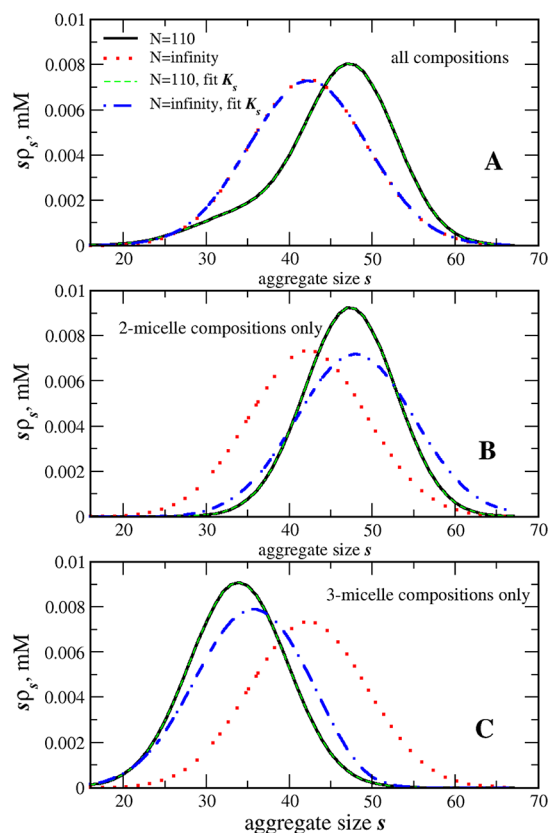 0.01
0.008
0.006
0.004
0.002
0
sρs, mM
N=110
N=infinity
N=110, fit Ks
N=infinity, fit Ks
all compositions
A
20 30 40 50 60 70
aggregate size s
0.01
0.008
0.006
0.004
0.002
0
sρs, mM
2-micelle compositions only
B
20 30 40 50 60 70
aggregate size s
0.01
0.008
0.006
0.004
0.002
0
sρs, mM
3-micelle compositions only
C
20 30 40 50 60 70
aggregate size s